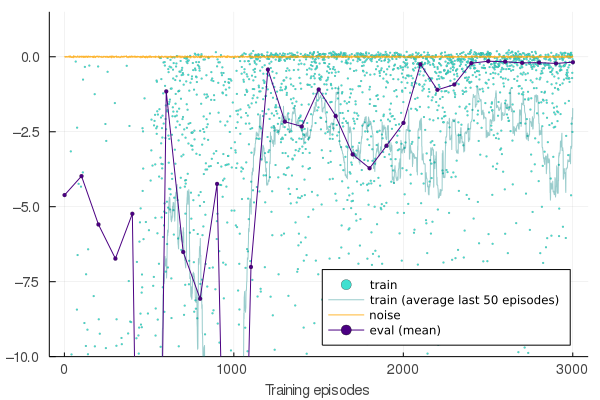 0.0
−2.5
−5.0
−7.5
−10.0
train
train (average last 50 episodes)
noise
eval (mean)
0 1000 2000 3000
Training episodes